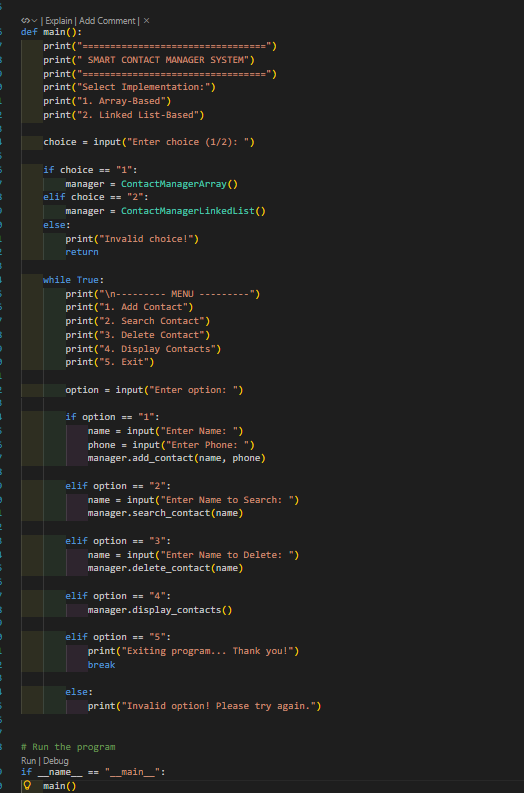 Explain | Add Comment | ×
def main():
    print("================================")
    print(" SMART CONTACT MANAGER SYSTEM")
    print("================================")
    print("Select Implementation:")
    print("1. Array-Based")
    print("2. Linked List-Based")

    choice = input("Enter choice (1/2): ")

    if choice == "1":
        manager = ContactManagerArray()
    elif choice == "2":
        manager = ContactManagerLinkedList()
    else:
        print("Invalid choice!")
        return

    while True:
        print("\n--------- MENU ---------")
        print("1. Add Contact")
        print("2. Search Contact")
        print("3. Delete Contact")
        print("4. Display Contacts")
        print("5. Exit")

        option = input("Enter option: ")

        if option == "1":
            name = input("Enter Name: ")
            phone = input("Enter Phone: ")
            manager.add_contact(name, phone)

        elif option == "2":
            name = input("Enter Name to Search: ")
            manager.search_contact(name)

        elif option == "3":
            name = input("Enter Name to Delete: ")
            manager.delete_contact(name)

        elif option == "4":
            manager.display_contacts()

        elif option == "5":
            print("Exiting program... Thank you!")
            break

        else:
            print("Invalid option! Please try again.")

# Run the program
Run | Debug
if __name__ == "__main__":
    main()